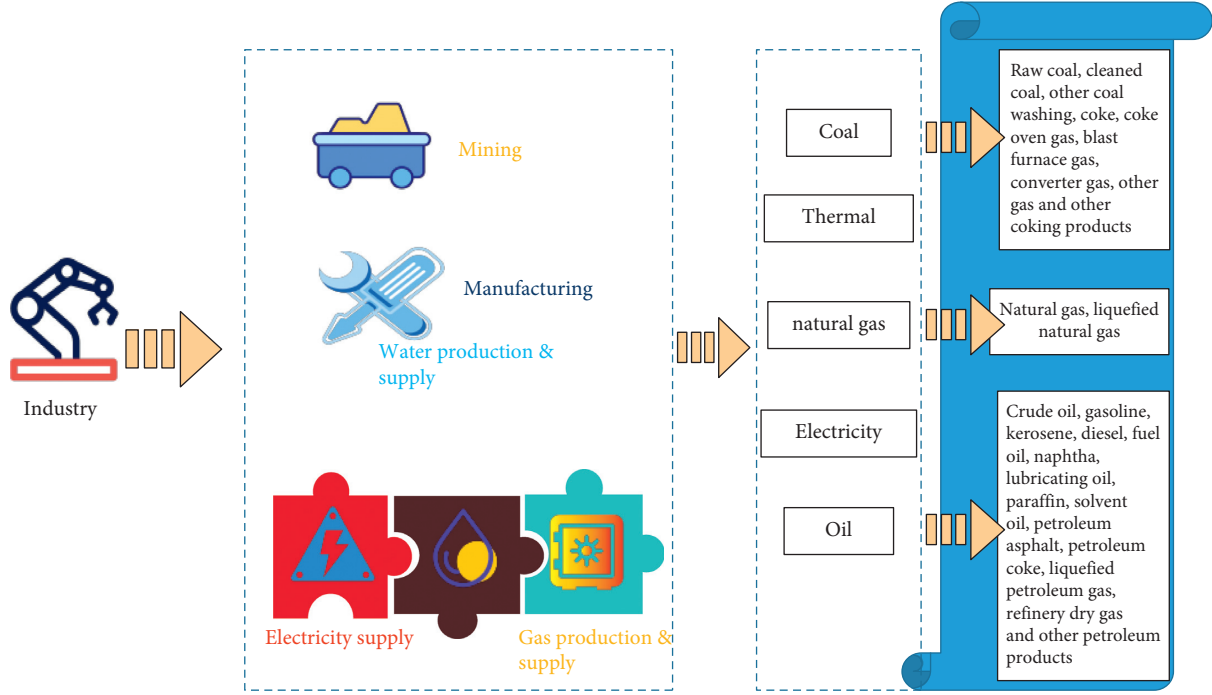 Industry
Mining
Manufacturing
Water production &
supply
Electricity supply
Gas production &
supply
Coal
Thermal
natural gas
Electricity
Oil
Raw coal, cleaned
coal, other coal
washing, coke, coke
oven gas, blast
furnace gas,
converter gas, other
gas and other
coking products
Natural gas, liquefied
natural gas
Crude oil, gasoline,
kerosene, diesel, fuel
oil, naphtha,
lubricating oil,
paraffin, solvent
oil, petroleum
asphalt, petroleum
coke, liquefied
petroleum gas,
refinery dry gas
and other petroleum
products